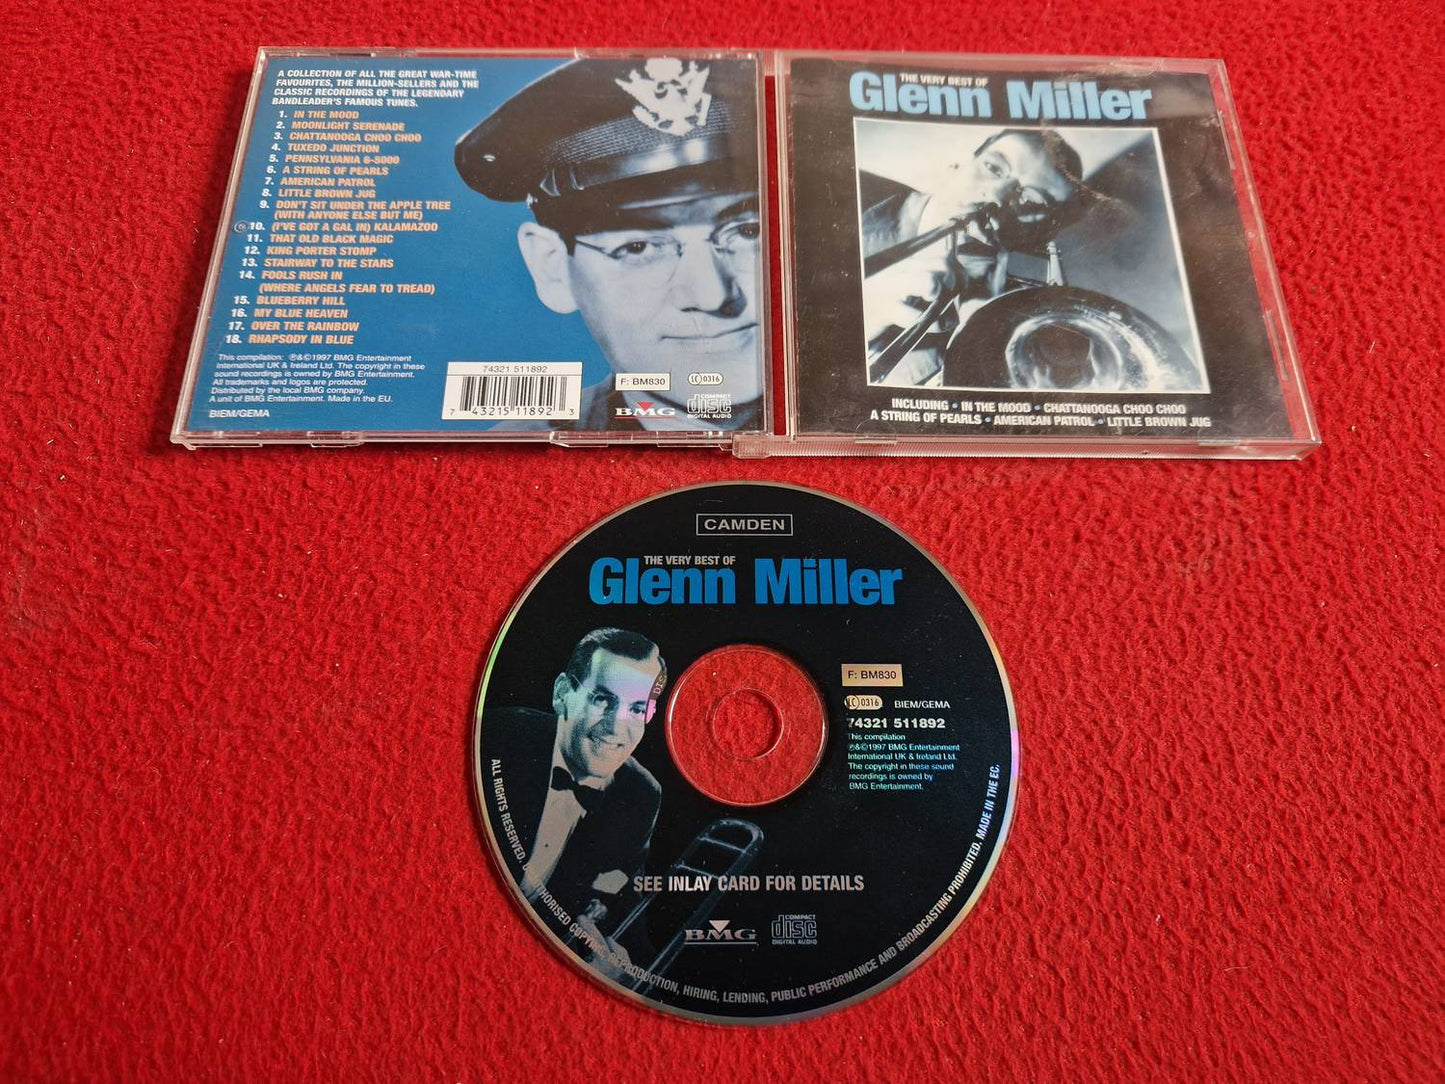 A COLLECTION OF ALL THE GREAT WAR-TIME
FAVOURITES, THE MILLION-SELLERS AND THE
CLASSIC RECORDINGS OF THE LEGENDARY
BANDLEADER'S FAMOUS TUNES.
1. IN THE MOOD
2. MOONLIGHT SERENADE
3. CHATTANOOGA CHOO CHOO
4. TUXEDO JUNCTION
5. PENNSYLVANIA 6-5000
6. A STRING OF PEARLS
7. AMERICAN PATROL
8. LITTLE BROWN JUG
9. DON'T SIT UNDER THE APPLE TREE
(WITH ANYONE ELSE BUT ME)
10. (I'VE GOT A GAL IN) KALAMAZOO
11. THAT OLD BLACK MAGIC
12. KING PORTER STOMP
13. STAIRWAY TO THE STARS
14. FOOLS RUSH IN
(WHERE ANGELS FEAR TO TREAD)
15. BLUEBERRY HILL
16. MY BLUE HEAVEN
17. OVER THE RAINBOW
18. RHAPSODY IN BLUE
This compilation: ℗&©1997 BMG Entertainment
International UK & Ireland Ltd. The copyright in these
sound recordings is owned by BMG Entertainment.
All trademarks and logos are protected.
Distributed by the local BMG company.
A unit of BMG Entertainment. Made in the EU.
BIEM/GEMA
74321 511892
7 43215 11892 3
F: BM830
LC 0316
BMG
COMPACT
disc
DIGITAL AUDIO
THE VERY BEST OF
Glenn Miller
INCLUDING • IN THE MOOD • CHATTANOOGA CHOO CHOO
A STRING OF PEARLS • AMERICAN PATROL • LITTLE BROWN JUG
CAMDEN
THE VERY BEST OF
Glenn Miller
F: BM830
LC 0316
BIEM/GEMA
74321 511892
This compilation
℗&©1997 BMG Entertainment
International UK & Ireland Ltd.
The copyright in these sound
recordings is owned by
BMG Entertainment.
SEE INLAY CARD FOR DETAILS
BMG
COMPACT
disc
DIGITAL AUDIO
ALL RIGHTS RESERVED. REPRODUCTION, HIRING, LENDING, PUBLIC PERFORMANCE AND BROADCASTING PROHIBITED. MADE IN THE EC.